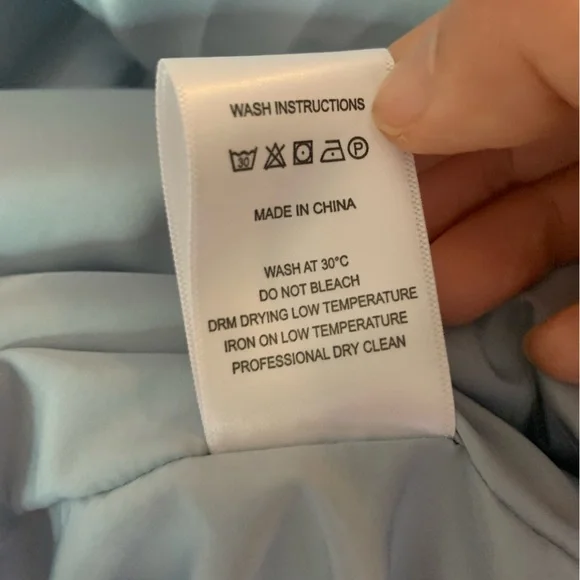 WASH INSTRUCTIONS
30 P
MADE IN CHINA
WASH AT 30°C
DO NOT BLEACH
DRM DRYING LOW TEMPERATURE
IRON ON LOW TEMPERATURE
PROFESSIONAL DRY CLEAN